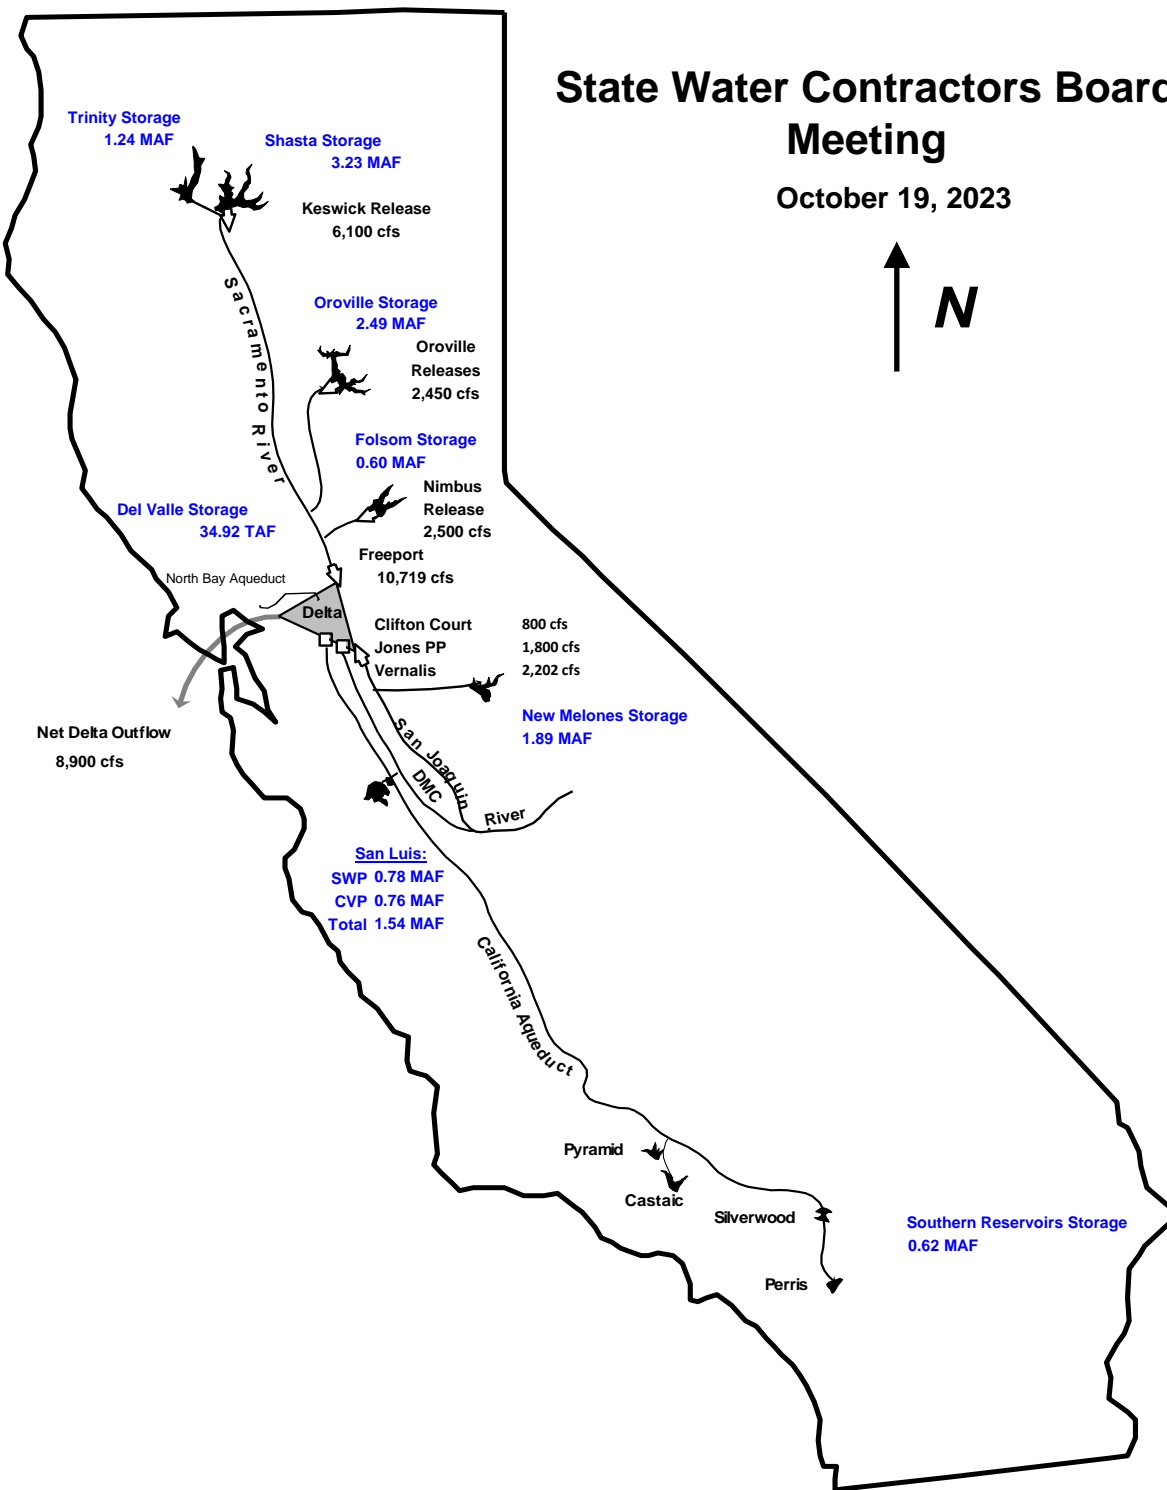 State Water Contractors Board
Meeting
October 19, 2023
N
Trinity Storage
1.24 MAF
Shasta Storage
3.23 MAF
Keswick Release
6,100 cfs
Sacramento River
Oroville Storage
2.49 MAF
Oroville
Releases
2,450 cfs
Folsom Storage
0.60 MAF
Nimbus
Release
2,500 cfs
Del Valle Storage
34.92 TAF
Freeport
10,719 cfs
North Bay Aqueduct
Delta
Clifton Court 800 cfs
Jones PP 1,800 cfs
Vernalis 2,202 cfs
New Melones Storage
1.89 MAF
Net Delta Outflow
8,900 cfs
San Joaquin River
DMC
San Luis:
SWP 0.78 MAF
CVP 0.76 MAF
Total 1.54 MAF
California Aqueduct
Pyramid
Castaic
Silverwood
Perris
Southern Reservoirs Storage
0.62 MAF